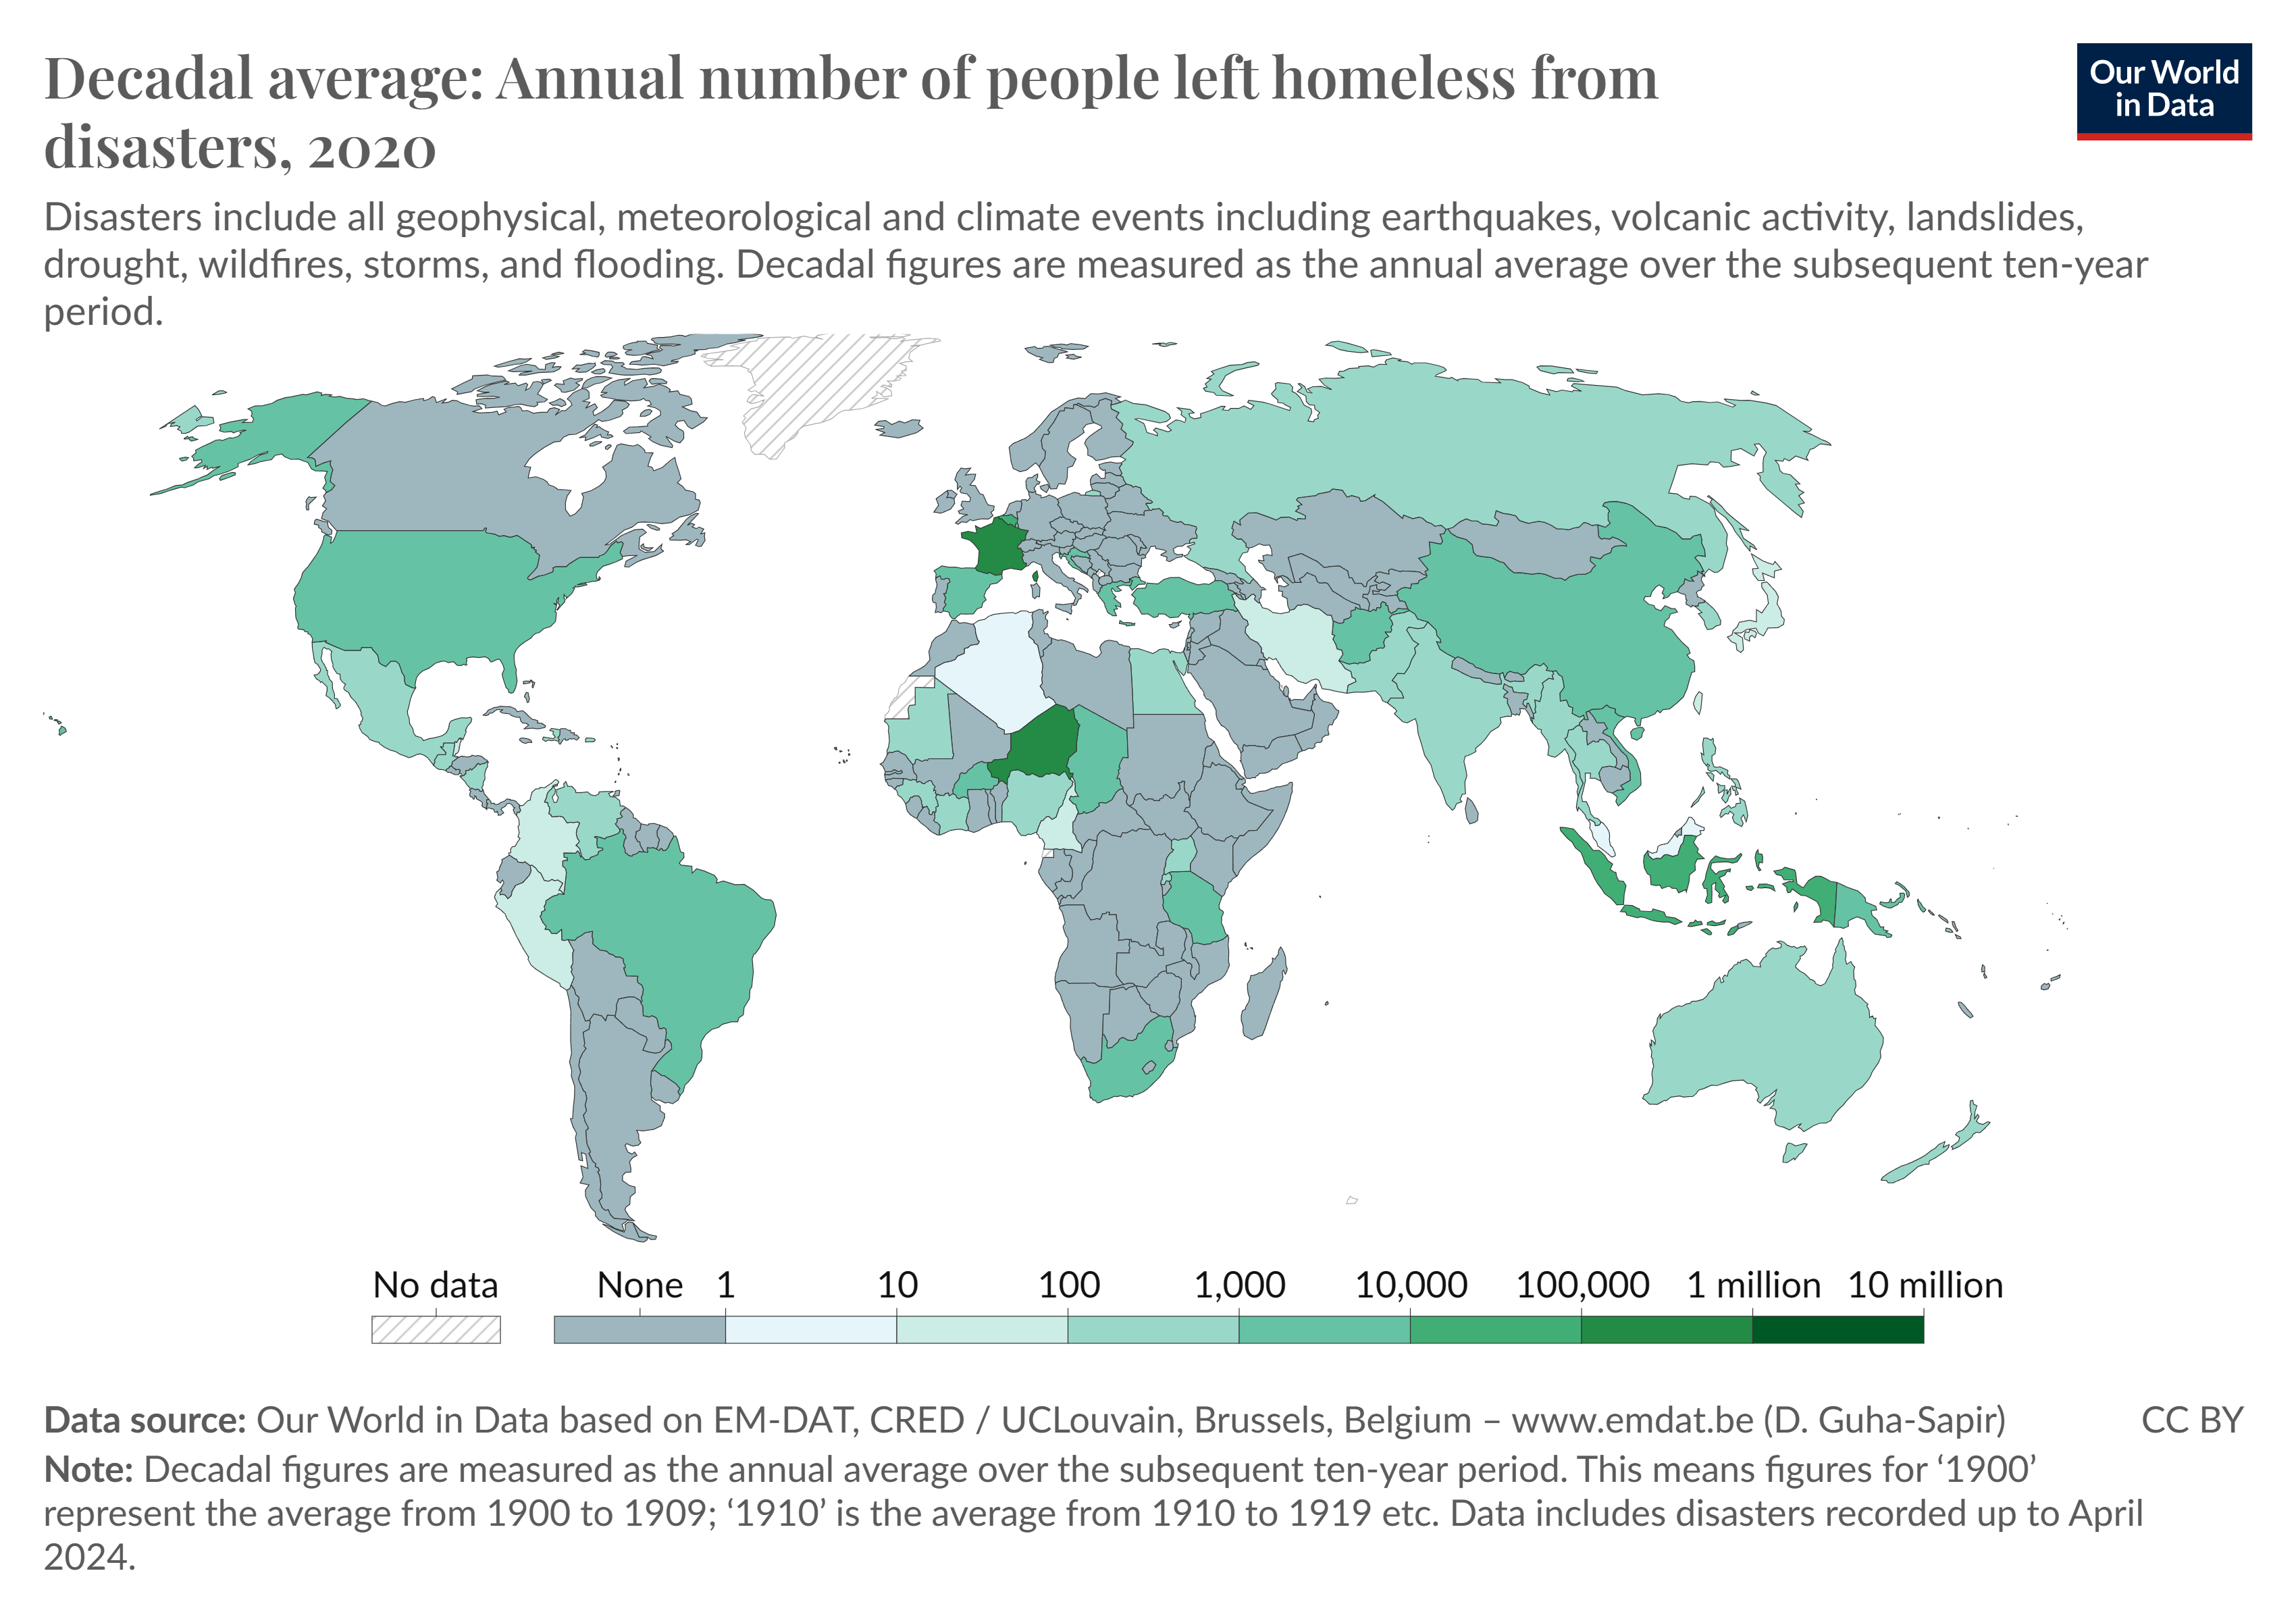 Decadal average: Annual number of people left homeless from
disasters, 2020
Our World
in Data
Disasters include all geophysical, meteorological and climate events including earthquakes, volcanic activity, landslides,
drought, wildfires, storms, and flooding. Decadal figures are measured as the annual average over the subsequent ten-year
period.
No data None 1 10 100 1,000 10,000 100,000 1 million 10 million
Data source: Our World in Data based on EM-DAT, CRED / UCLouvain, Brussels, Belgium – www.emdat.be (D. Guha-Sapir) CC BY
Note: Decadal figures are measured as the annual average over the subsequent ten-year period. This means figures for ‘1900’
represent the average from 1900 to 1909; ‘1910’ is the average from 1910 to 1919 etc. Data includes disasters recorded up to April
2024.